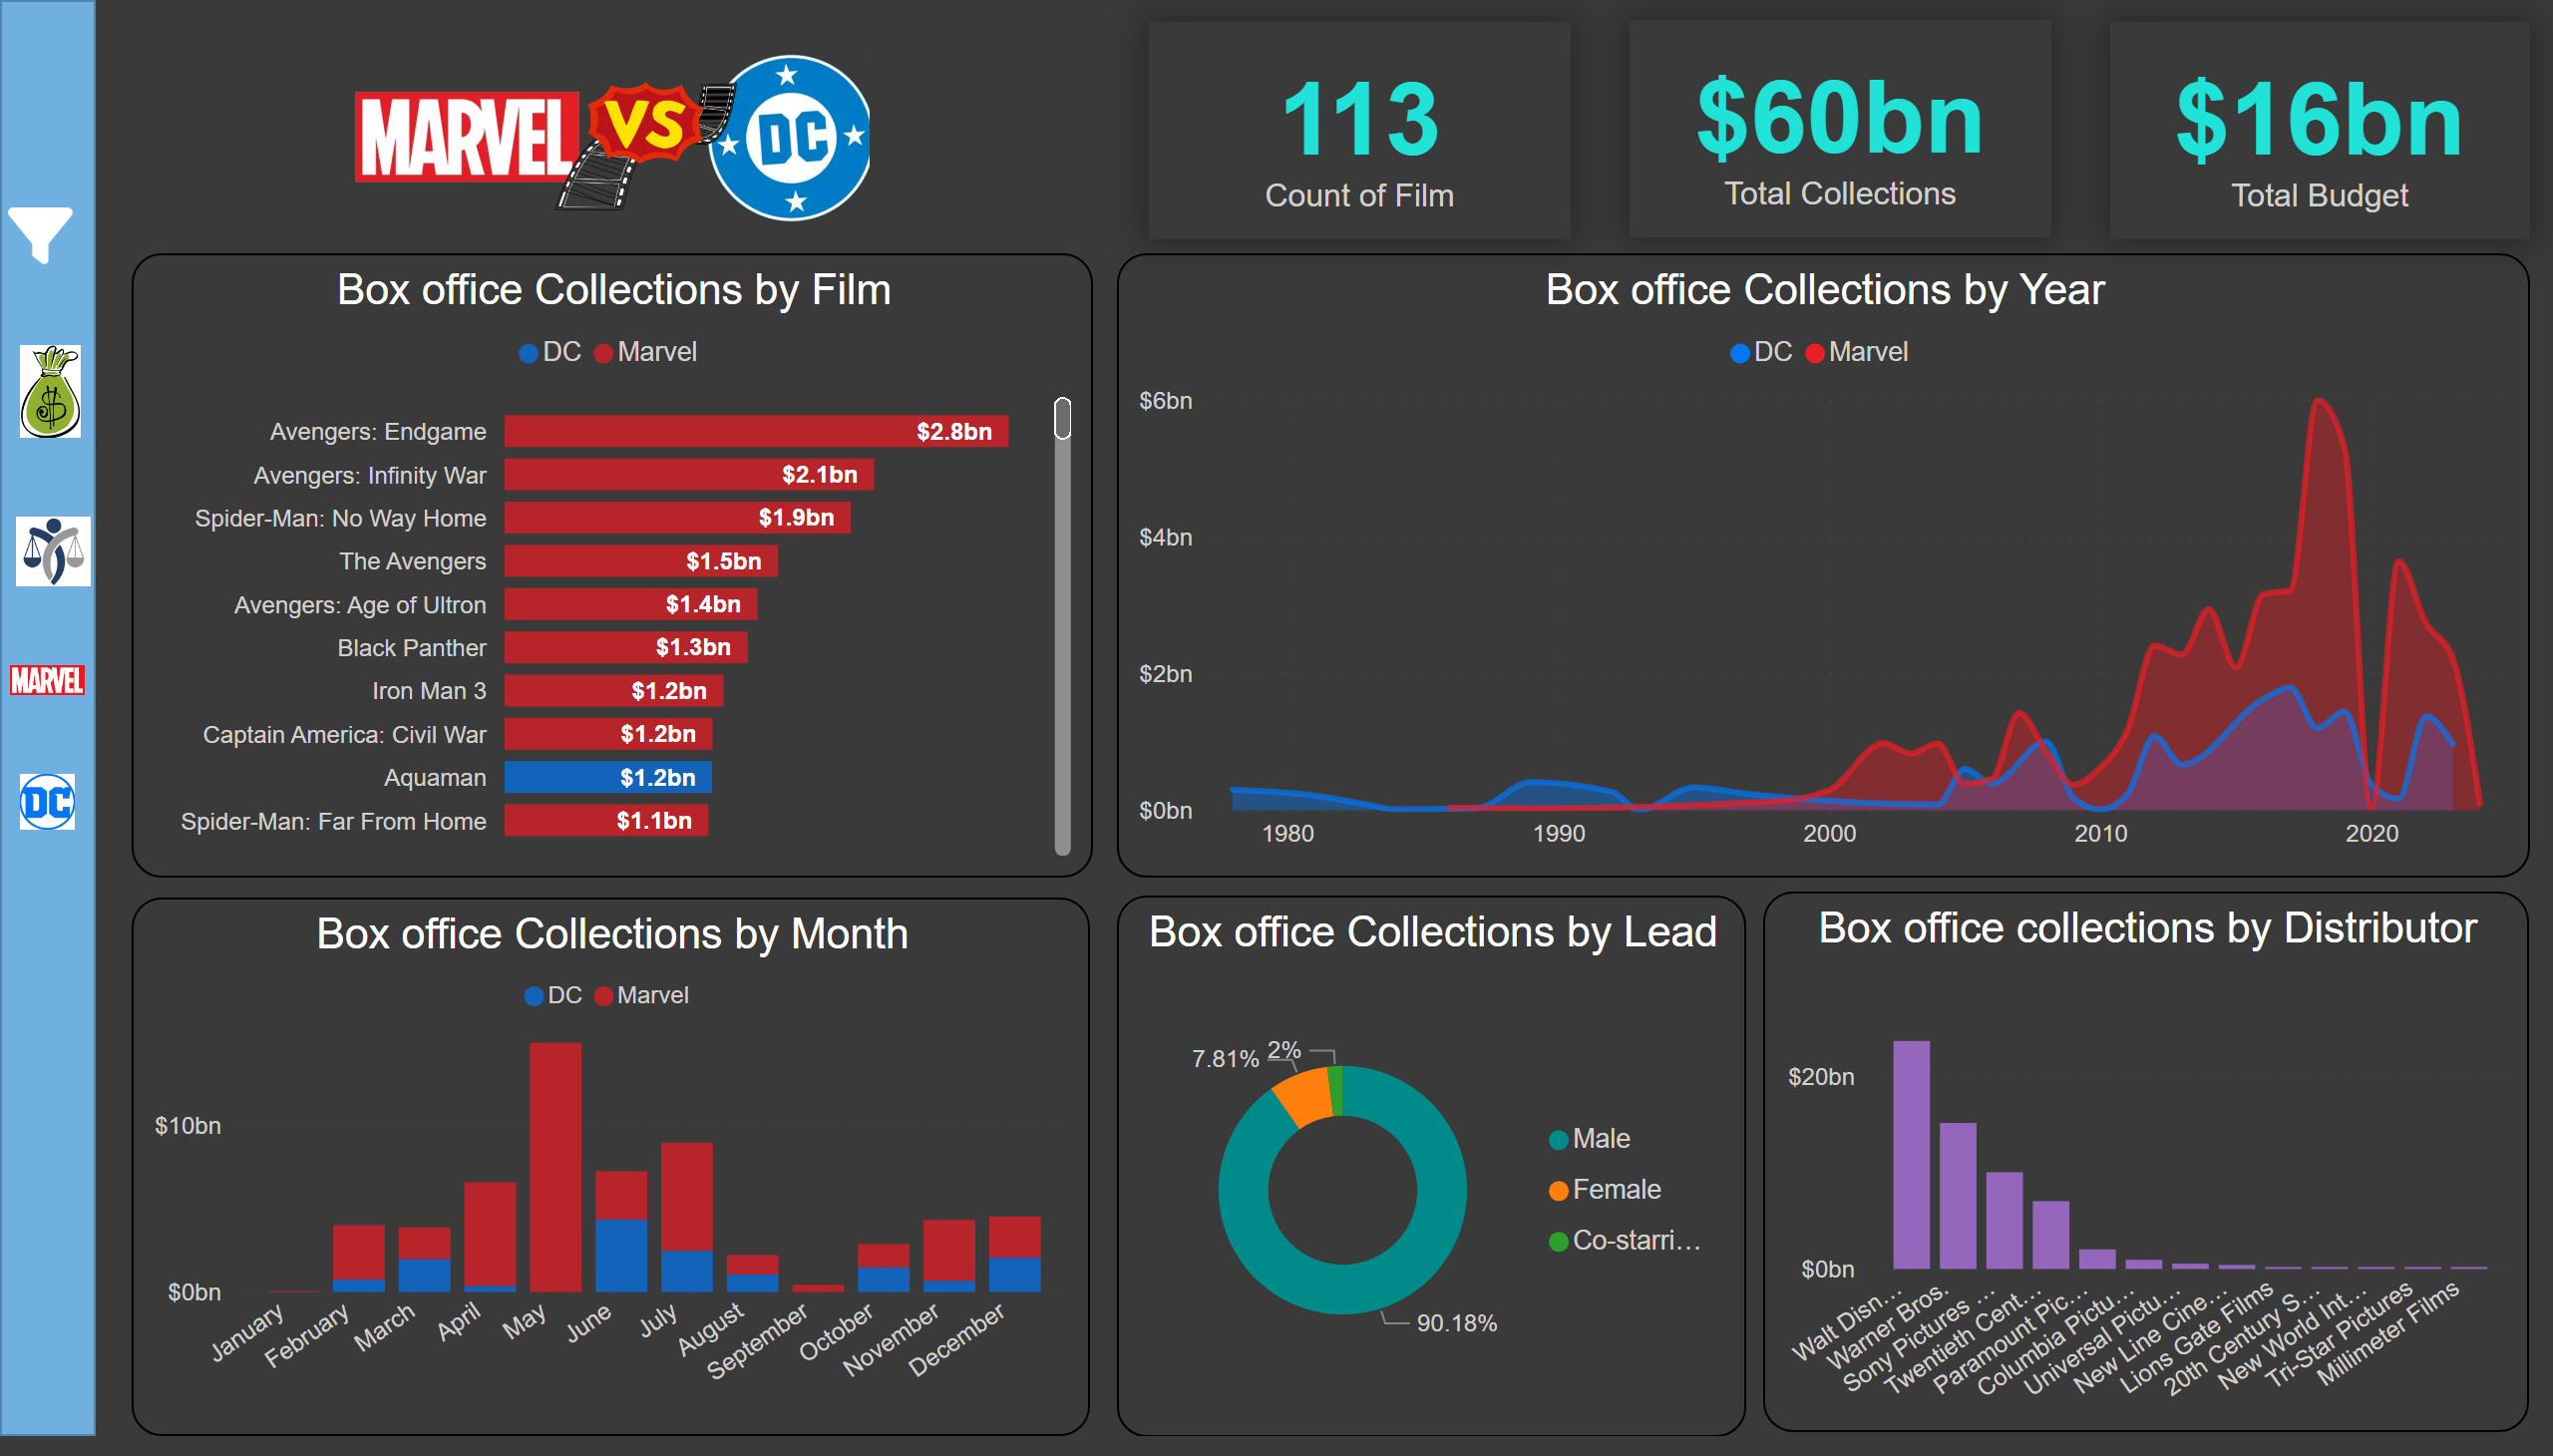 MARVEL VS DC
113
Count of Film
$60bn
Total Collections
$16bn
Total Budget
$
MARVEL
DC
Box office Collections by Film
DC Marvel
Avengers: Endgame $2.8bn
Avengers: Infinity War $2.1bn
Spider-Man: No Way Home $1.9bn
The Avengers $1.5bn
Avengers: Age of Ultron $1.4bn
Black Panther $1.3bn
Iron Man 3 $1.2bn
Captain America: Civil War $1.2bn
Aquaman $1.2bn
Spider-Man: Far From Home $1.1bn
Box office Collections by Year
DC Marvel
$6bn
$4bn
$2bn
$0bn
1980 1990 2000 2010 2020
Box office Collections by Month
DC Marvel
$10bn
$0bn
January
February
March
April
May
June
July
August
September
October
November
December
Box office Collections by Lead
7.81% 2%
90.18%
Male
Female
Co-starri…
Box office collections by Distributor
$20bn
$0bn
Walt Disn…
Warner Bros.
Sony Pictures …
Twentieth Cent…
Paramount Pic…
Columbia Pictu…
Universal Pictu…
New Line Cine…
Lions Gate Films
20th Century S…
New World Int…
Tri-Star Pictures
Millimeter Films